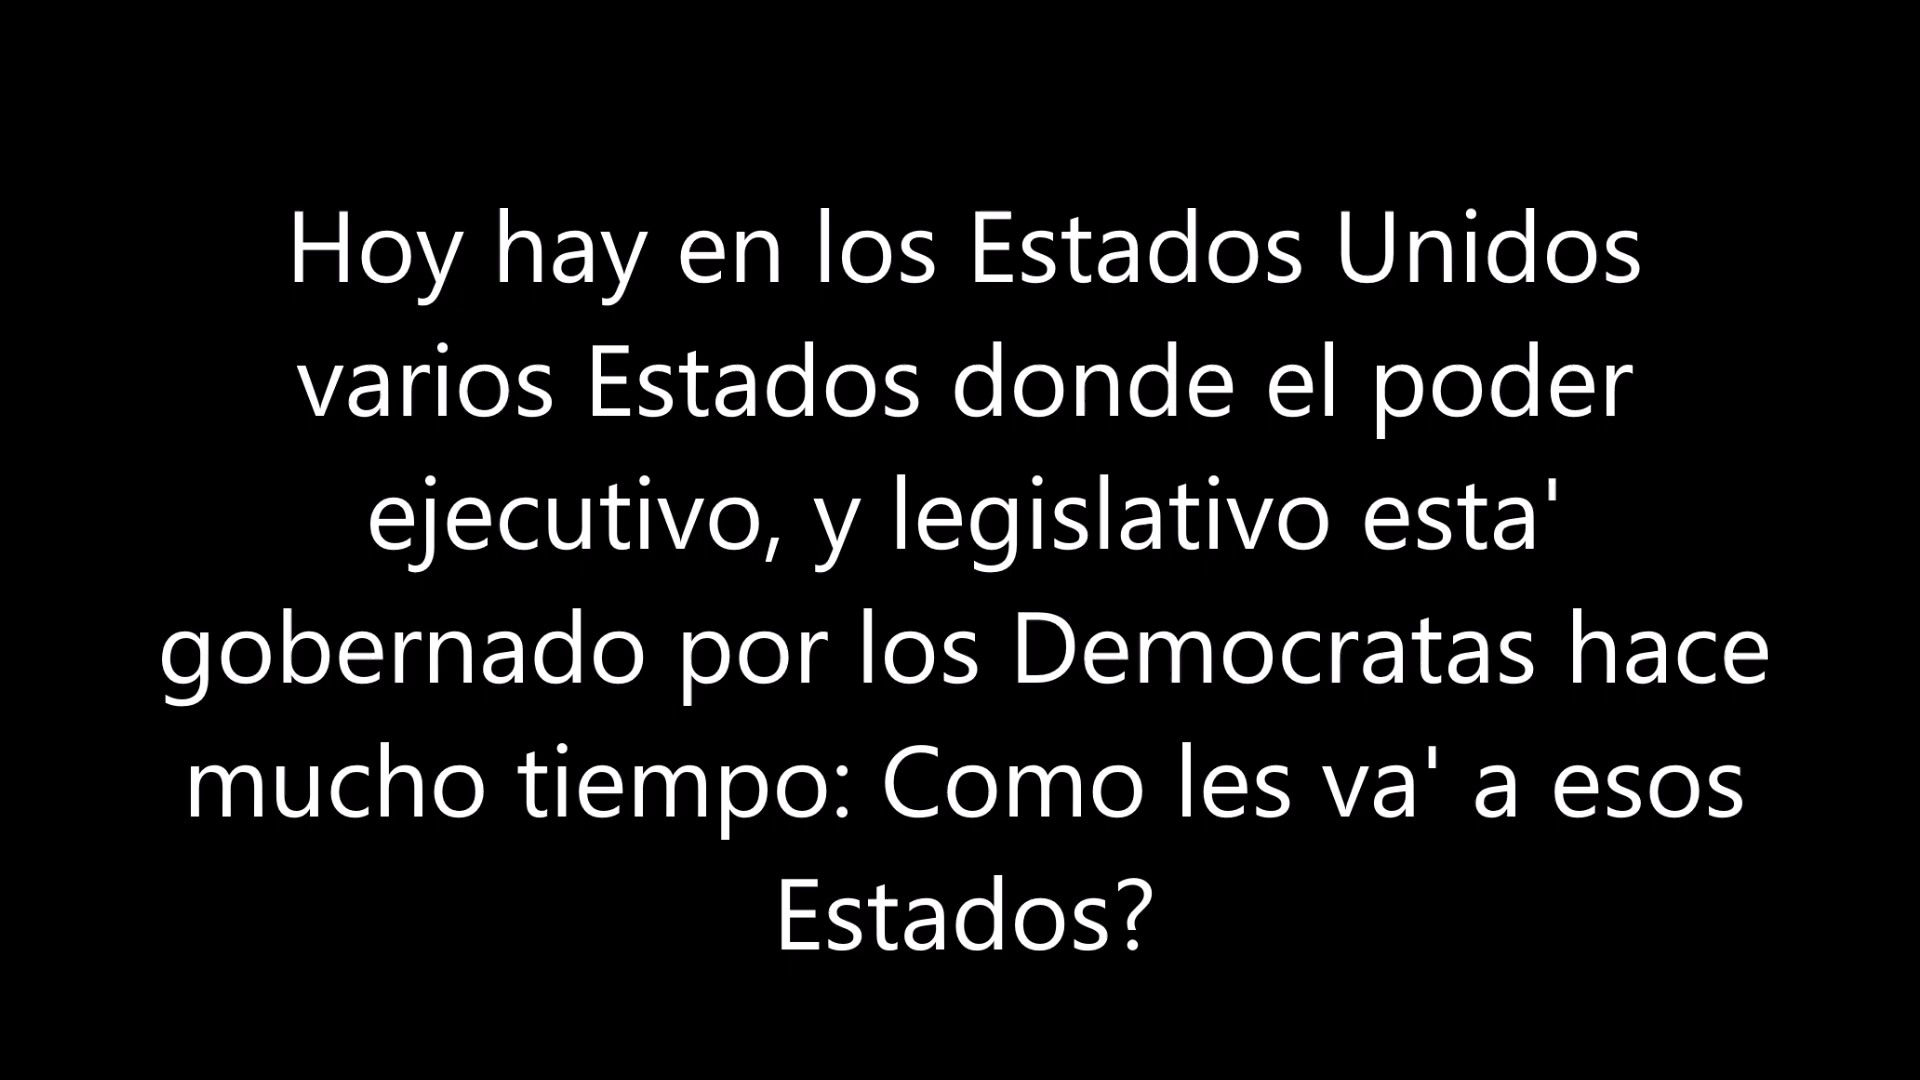 Hoy hay en los Estados Unidos
varios Estados donde el poder
ejecutivo, y legislativo esta'
gobernado por los Democratas hace
mucho tiempo: Como les va' a esos
Estados?